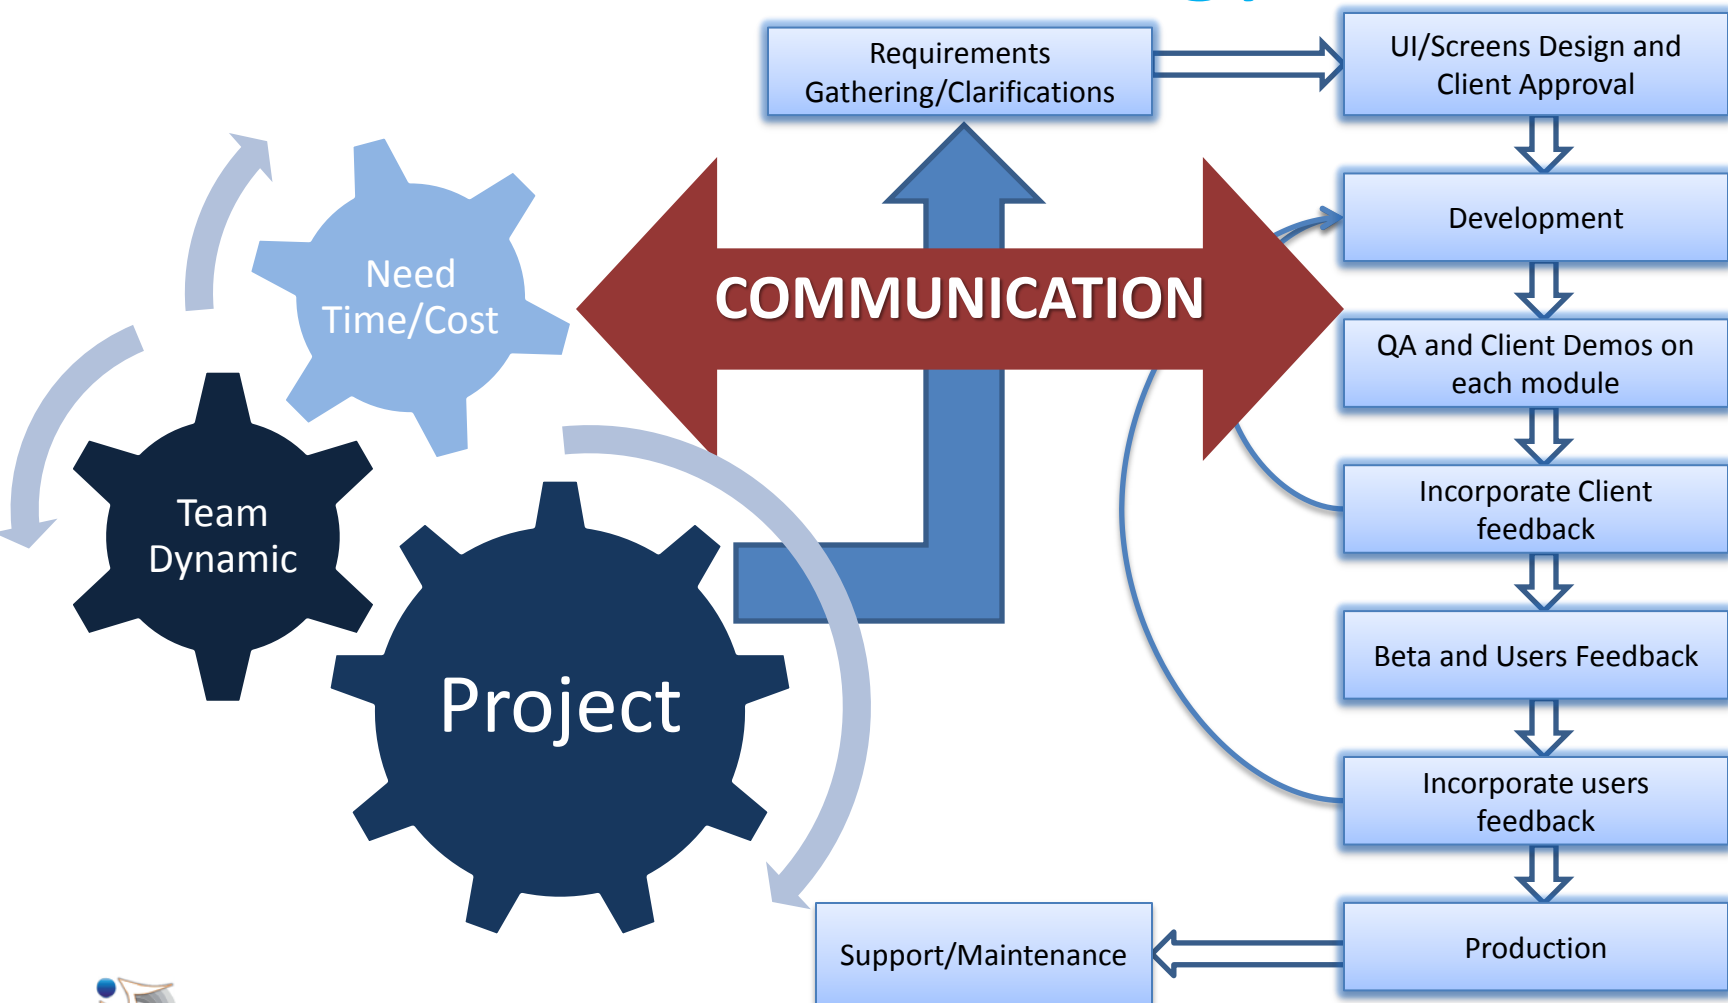 Requirements
Gathering/Clarifications
UI/Screens Design and
Client Approval
Development
Need
Time/Cost
COMMUNICATION
QA and Client Demos on
each module
Team
Dynamic
Incorporate Client
feedback
Project
Beta and Users Feedback
Incorporate users
feedback
Support/Maintenance
Production